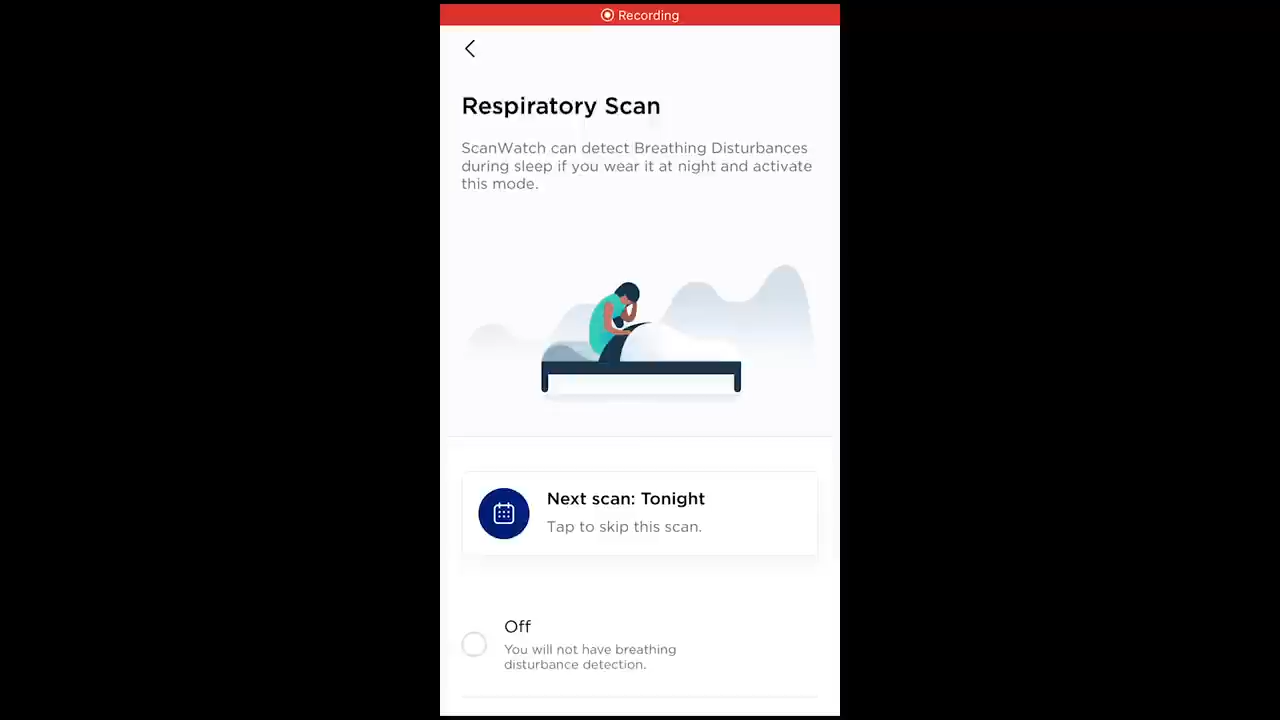 Recording
Respiratory Scan
ScanWatch can detect Breathing Disturbances
during sleep if you wear it at night and activate
this mode.
Next scan: Tonight
Tap to skip this scan.
Off
You will not have breathing
disturbance detection.